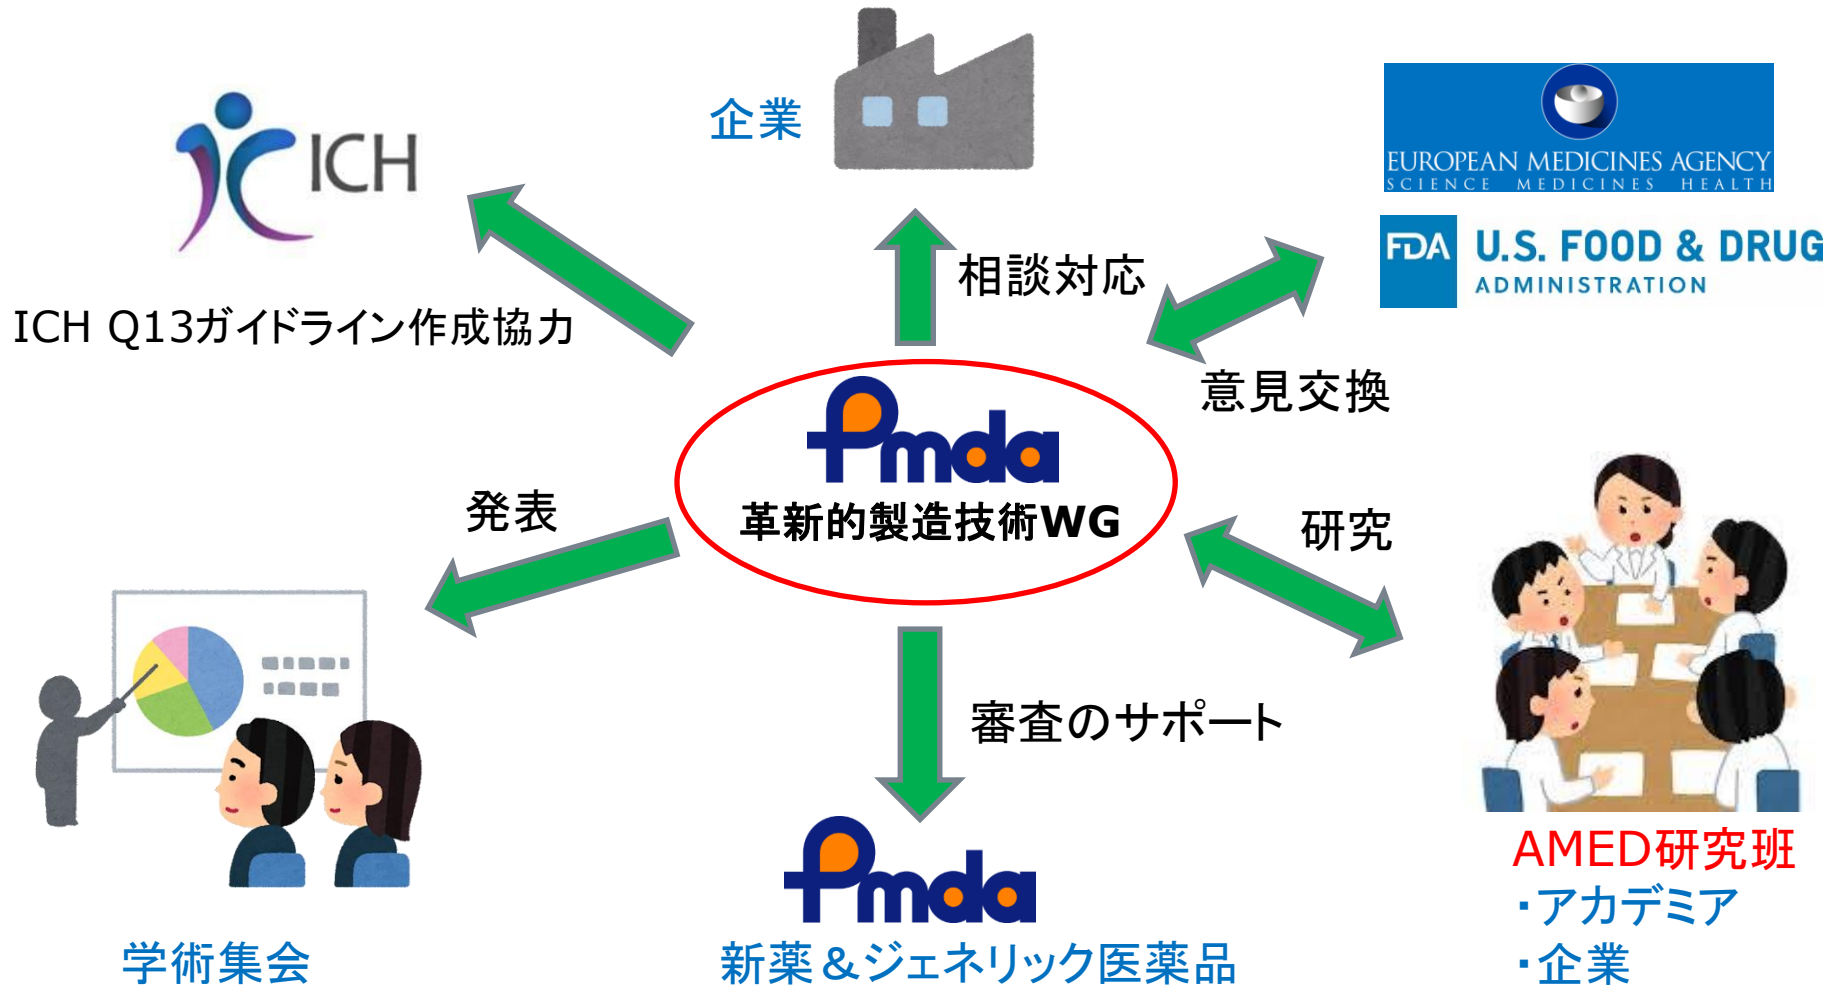 企業
ICH
EUROPEAN MEDICINES AGENCY
SCIENCE MEDICINES HEALTH
FDA U.S. FOOD & DRUG
ADMINISTRATION
相談対応
ICH Q13ガイドライン作成協力
意見交換
Pmda
革新的製造技術WG
発表
研究
審査のサポート
Pmda
新薬&ジェネリック医薬品
学術集会
AMED研究班
・アカデミア
・企業